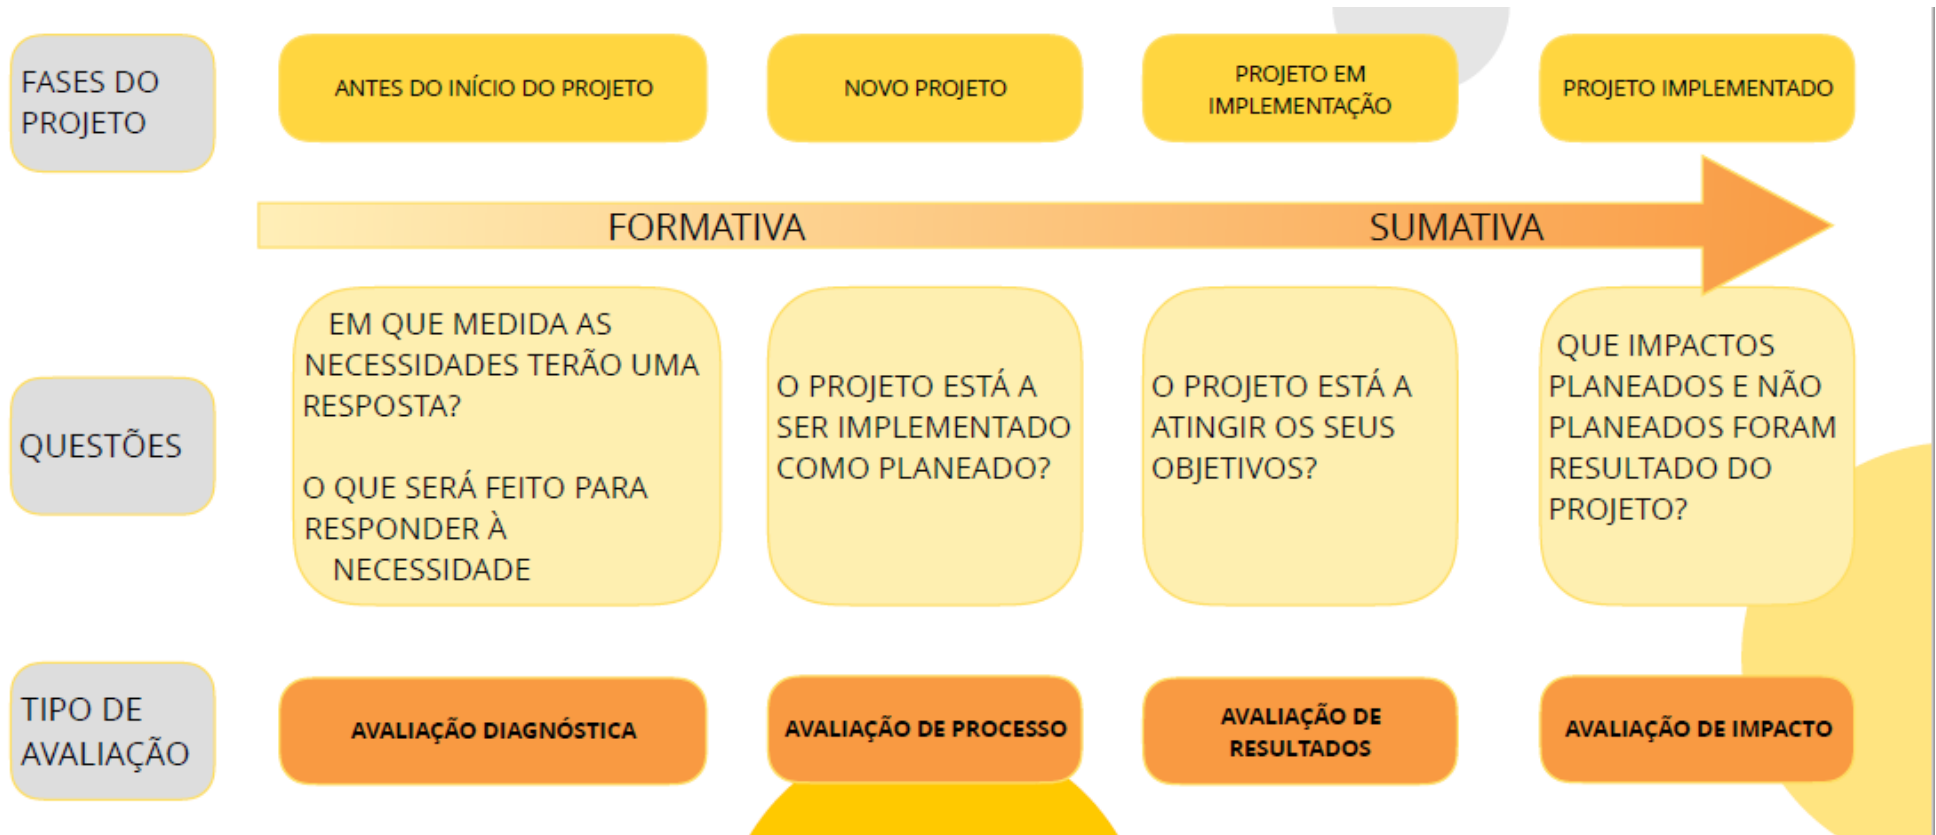 FASES DO
PROJETO
ANTES DO INÍCIO DO PROJETO
NOVO PROJETO
PROJETO EM
IMPLEMENTAÇÃO
PROJETO IMPLEMENTADO
FORMATIVA
SUMATIVA
QUESTÕES
EM QUE MEDIDA AS
NECESSIDADES TERÃO UMA
RESPOSTA?
O QUE SERÁ FEITO PARA
RESPONDER À
NECESSIDADE
O PROJETO ESTÁ A
SER IMPLEMENTADO
COMO PLANEADO?
O PROJETO ESTÁ A
ATINGIR OS SEUS
OBJETIVOS?
QUE IMPACTOS
PLANEADOS E NÃO
PLANEADOS FORAM
RESULTADO DO
PROJETO?
TIPO DE
AVALIAÇÃO
AVALIAÇÃO DIAGNÓSTICA
AVALIAÇÃO DE PROCESSO
AVALIAÇÃO DE
RESULTADOS
AVALIAÇÃO DE IMPACTO